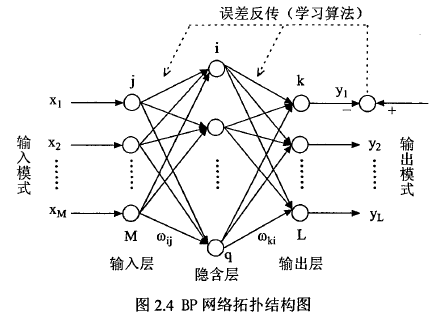 误差反传（学习算法）
i
j
k
y1
− +
x1
x2
y2
输入模式
输出模式
xM
yL
M
ωij
q
ωki
L
输入层
隐含层
输出层
图 2.4 BP 网络拓扑结构图